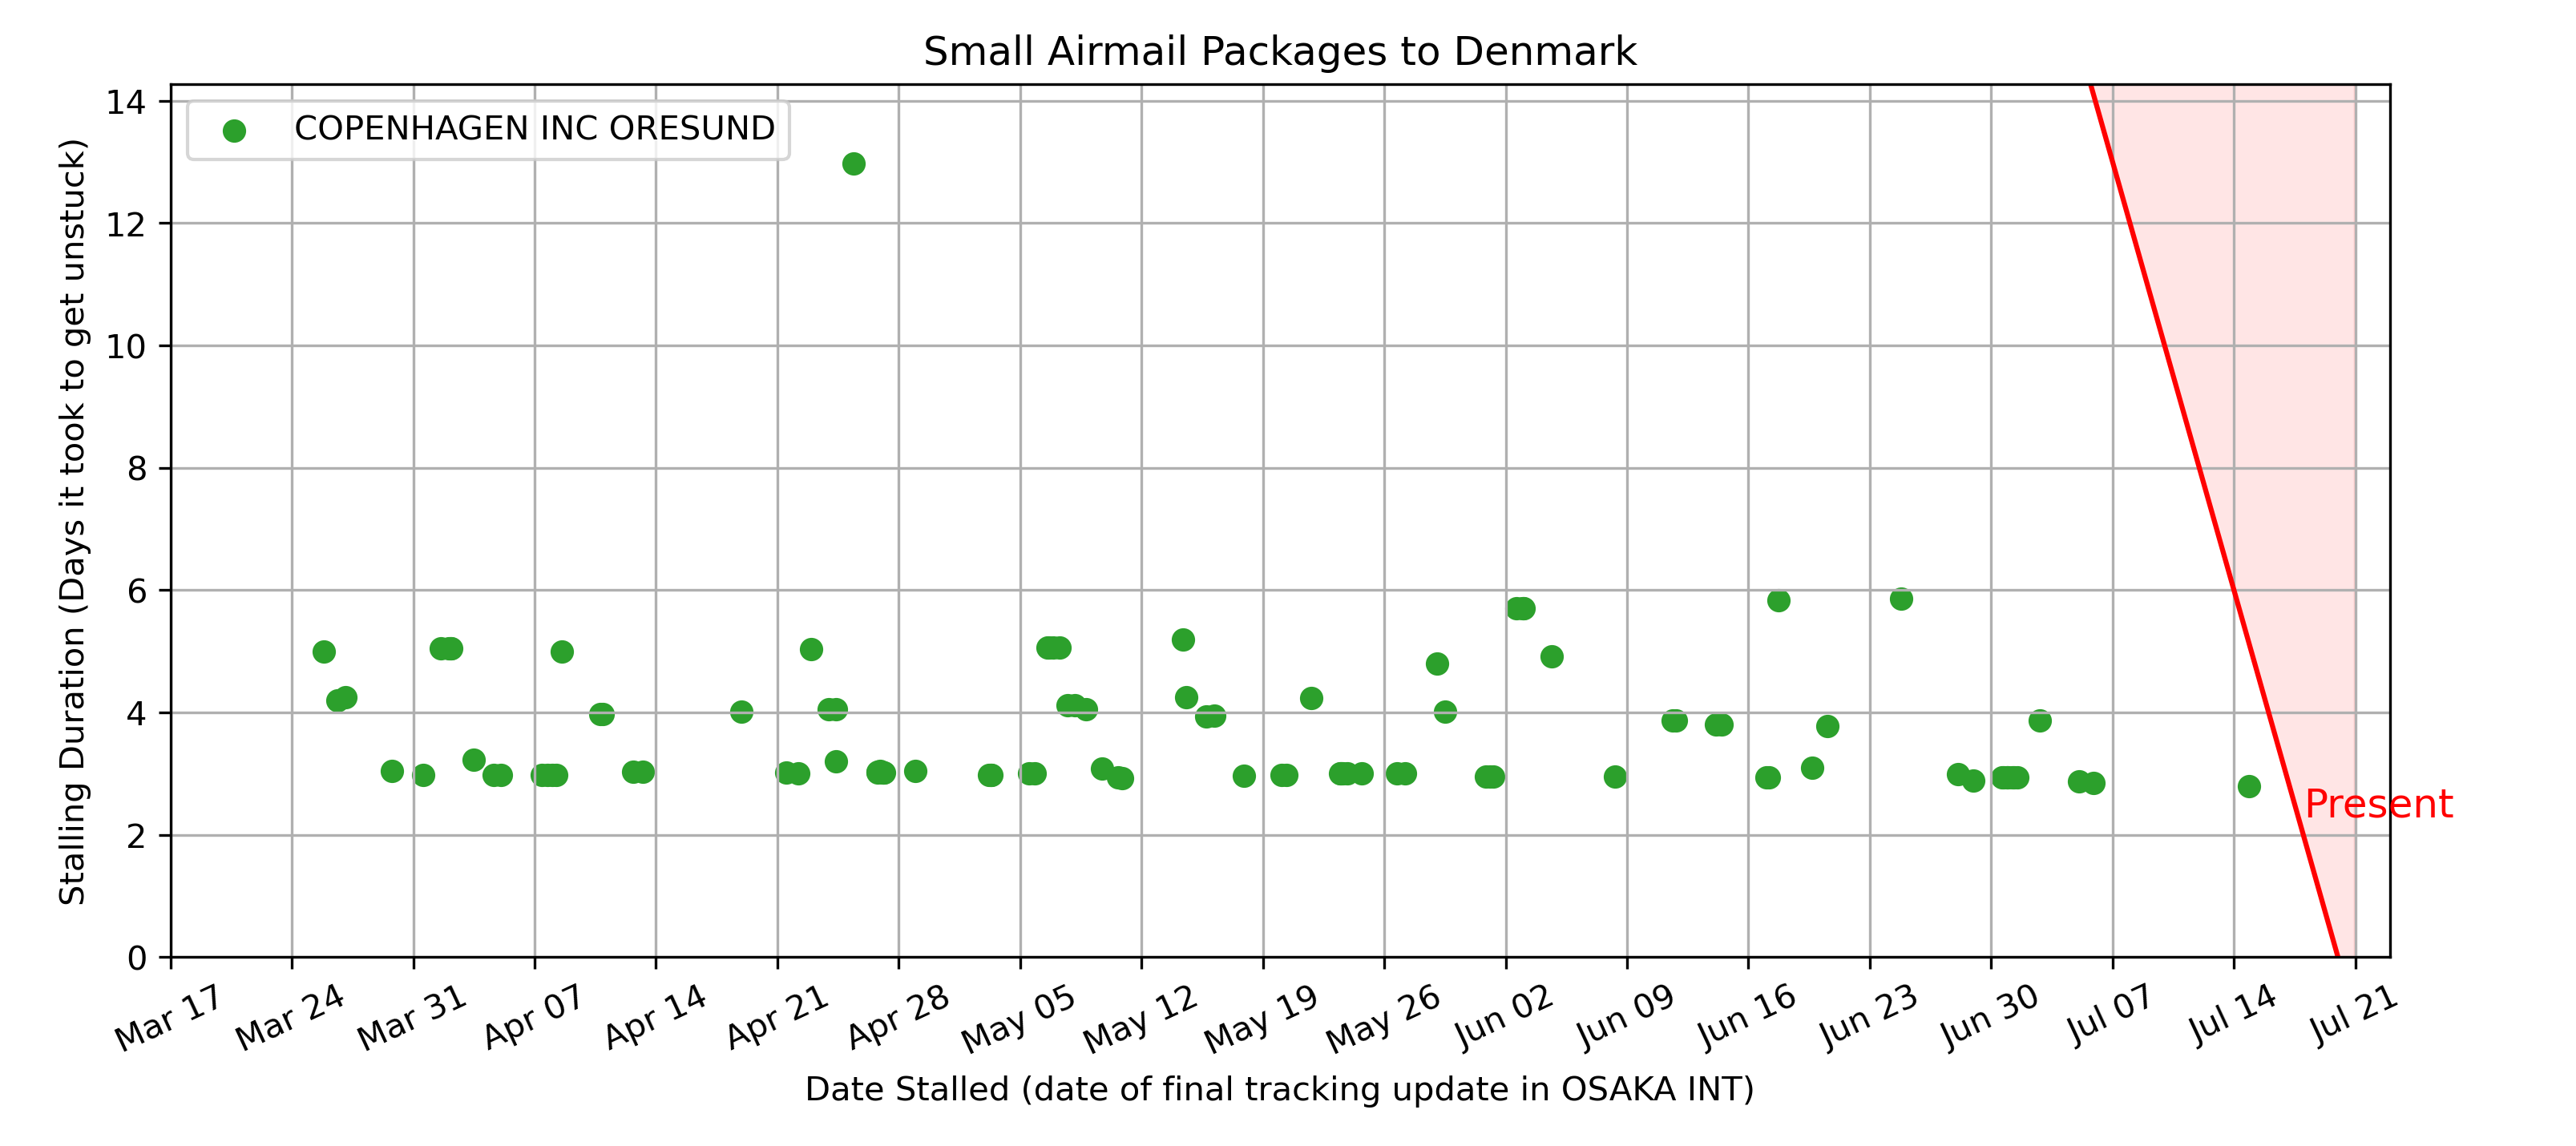 Small Airmail Packages to Denmark
COPENHAGEN INC ORESUND
Stalling Duration (Days it took to get unstuck)
14
12
10
8
6
4
2
0
Present
Mar 17
Mar 24
Mar 31
Apr 07
Apr 14
Apr 21
Apr 28
May 05
May 12
May 19
May 26
Jun 02
Jun 09
Jun 16
Jun 23
Jun 30
Jul 07
Jul 14
Jul 21
Date Stalled (date of final tracking update in OSAKA INT)